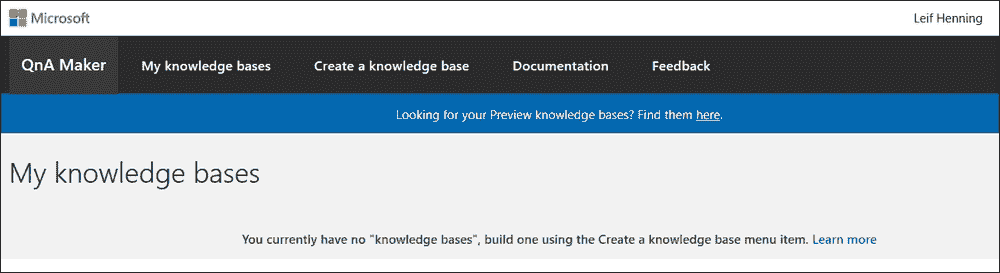 Microsoft Leif Henning
QnA Maker My knowledge bases Create a knowledge base Documentation Feedback
Looking for your Preview knowledge bases? Find them here.
My knowledge bases
You currently have no "knowledge bases", build one using the Create a knowledge base menu item. Learn more